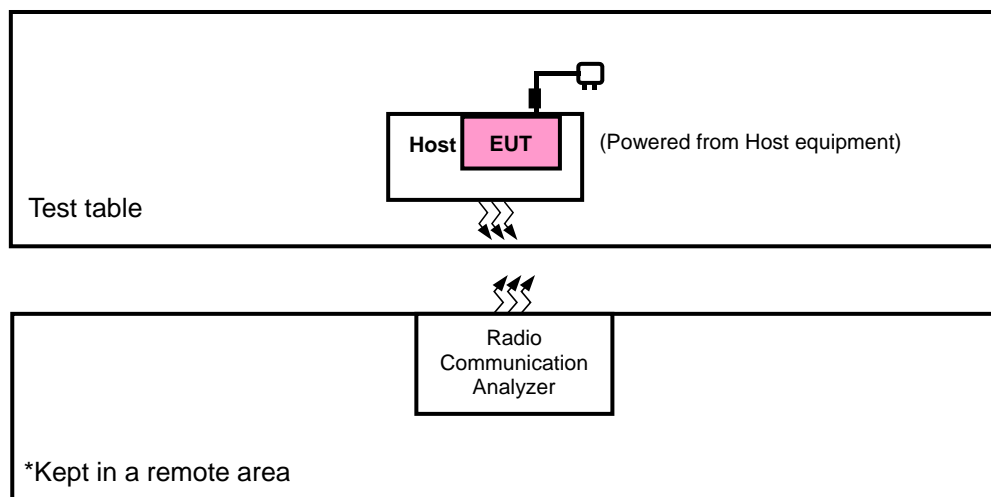 Host
EUT
(Powered from Host equipment)
Test table
Radio
Communication
Analyzer
*Kept in a remote area